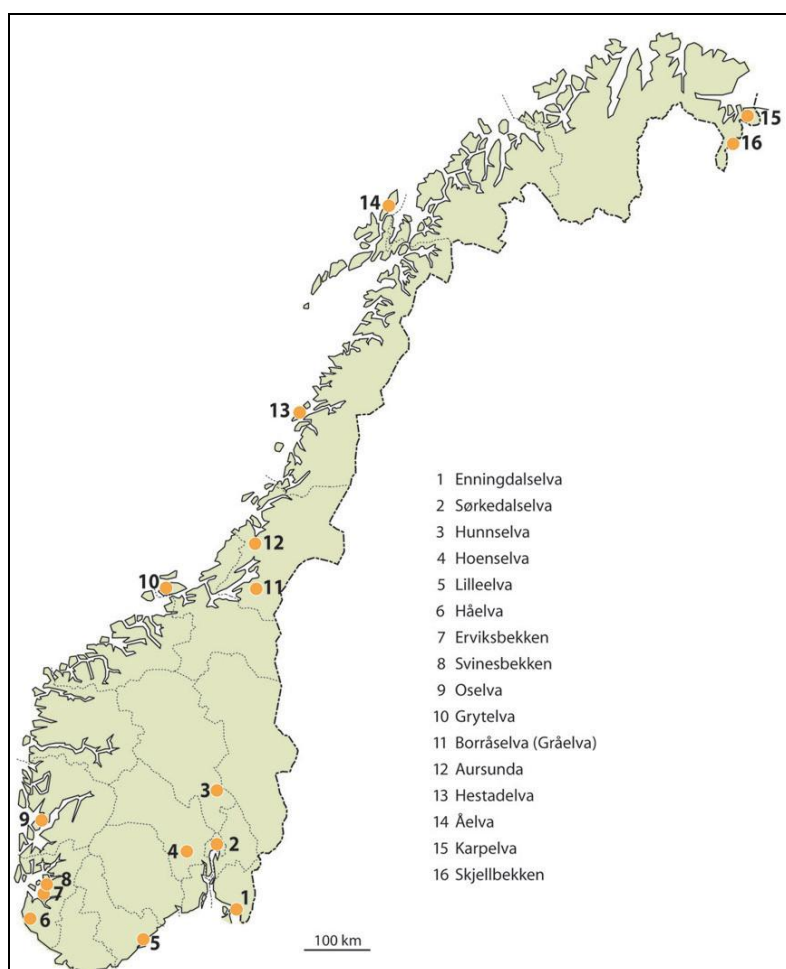 15
16
14
13
12
10
11
3
9
2
4
8
7
1
6
5
100 km
1 Enningdalselva
2 Sørkedalselva
3 Hunnselva
4 Hoenselva
5 Lilleelva
6 Håelva
7 Erviksbekken
8 Svinesbekken
9 Oselva
10 Grytelva
11 Borråselva (Gråelva)
12 Aursunda
13 Hestadelva
14 Åelva
15 Karpelva
16 Skjellbekken